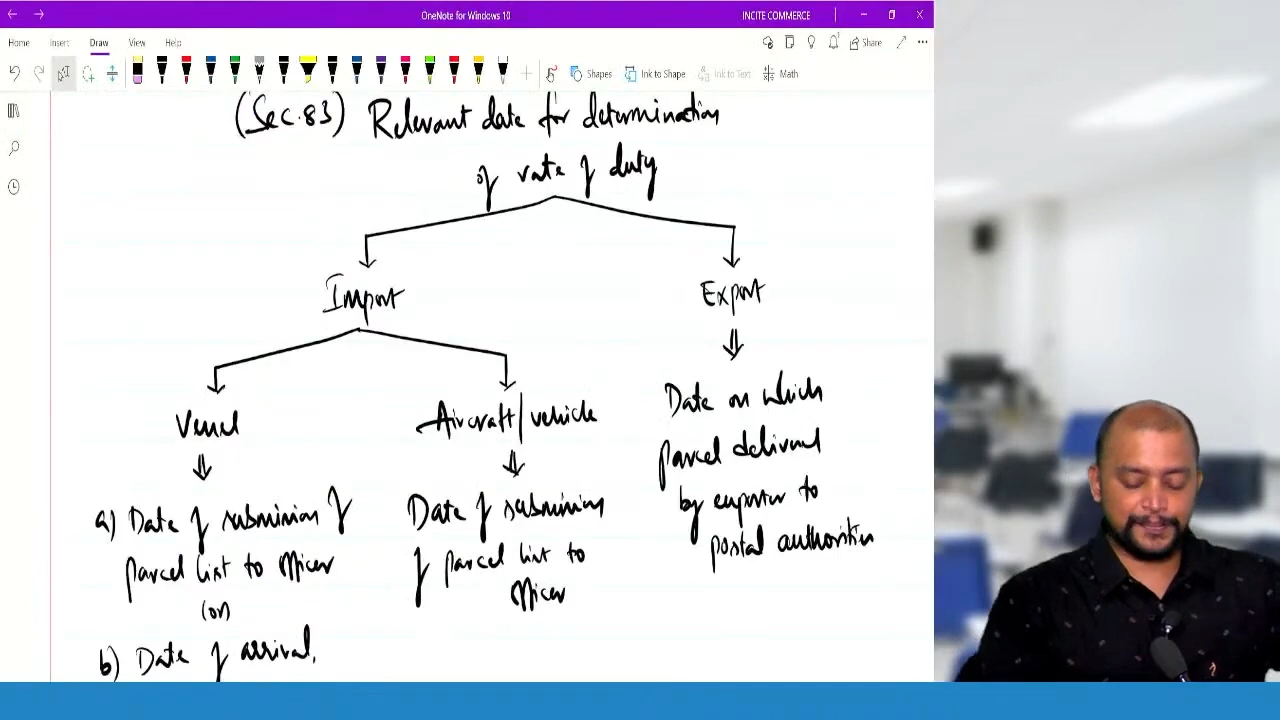 OneNote for Windows 10
INCITE COMMERCE
Home Insert Draw View Help
Share
Shapes Ink to Shape Ink to Text Math
(Sec.83) Relevant date for determination
of rate of duty
Import
Export
Vessel
Aircraft/vehicle
a) Date of submission of
parcel list to officer
(or)
b) Date of arrival,
Date of submission
of parcel list to
officer
Date on which
parcel delivered
by exporter to
postal authorities